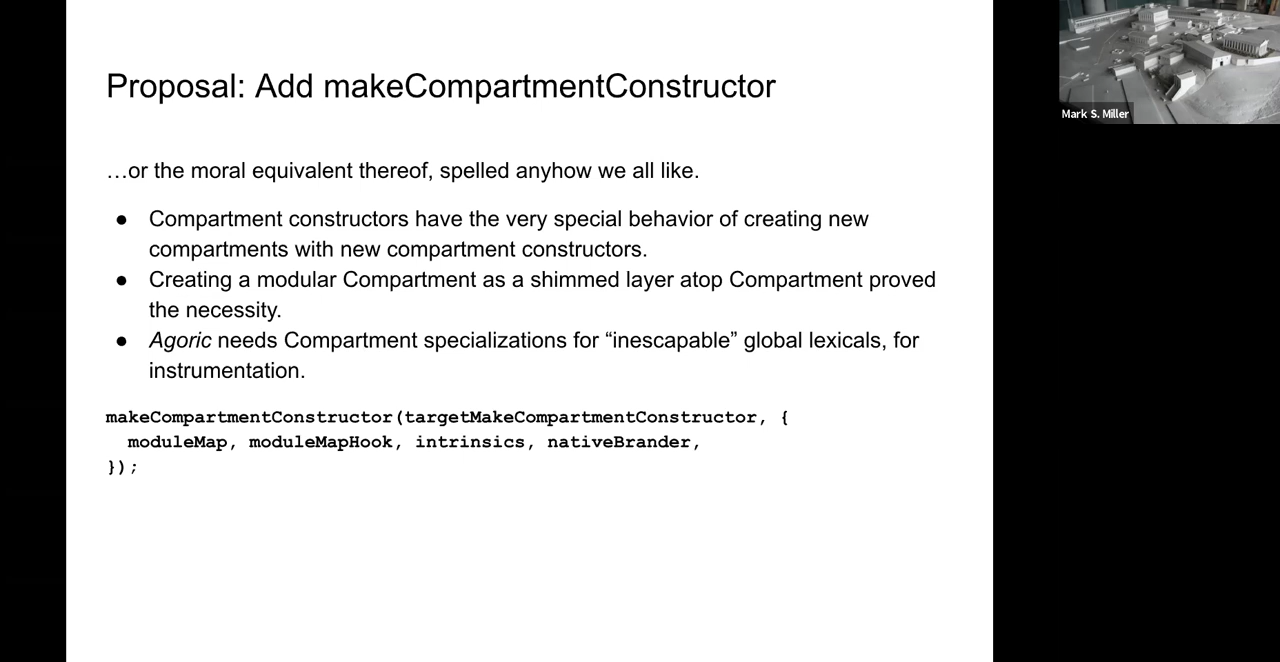 Proposal: Add makeCompartmentConstructor
Mark S. Miller
…or the moral equivalent thereof, spelled anyhow we all like.
● Compartment constructors have the very special behavior of creating new
compartments with new compartment constructors.
● Creating a modular Compartment as a shimmed layer atop Compartment proved
the necessity.
● Agoric needs Compartment specializations for “inescapable” global lexicals, for
instrumentation.
makeCompartmentConstructor(targetMakeCompartmentConstructor, {
  moduleMap, moduleMapHook, intrinsics, nativeBrander,
});